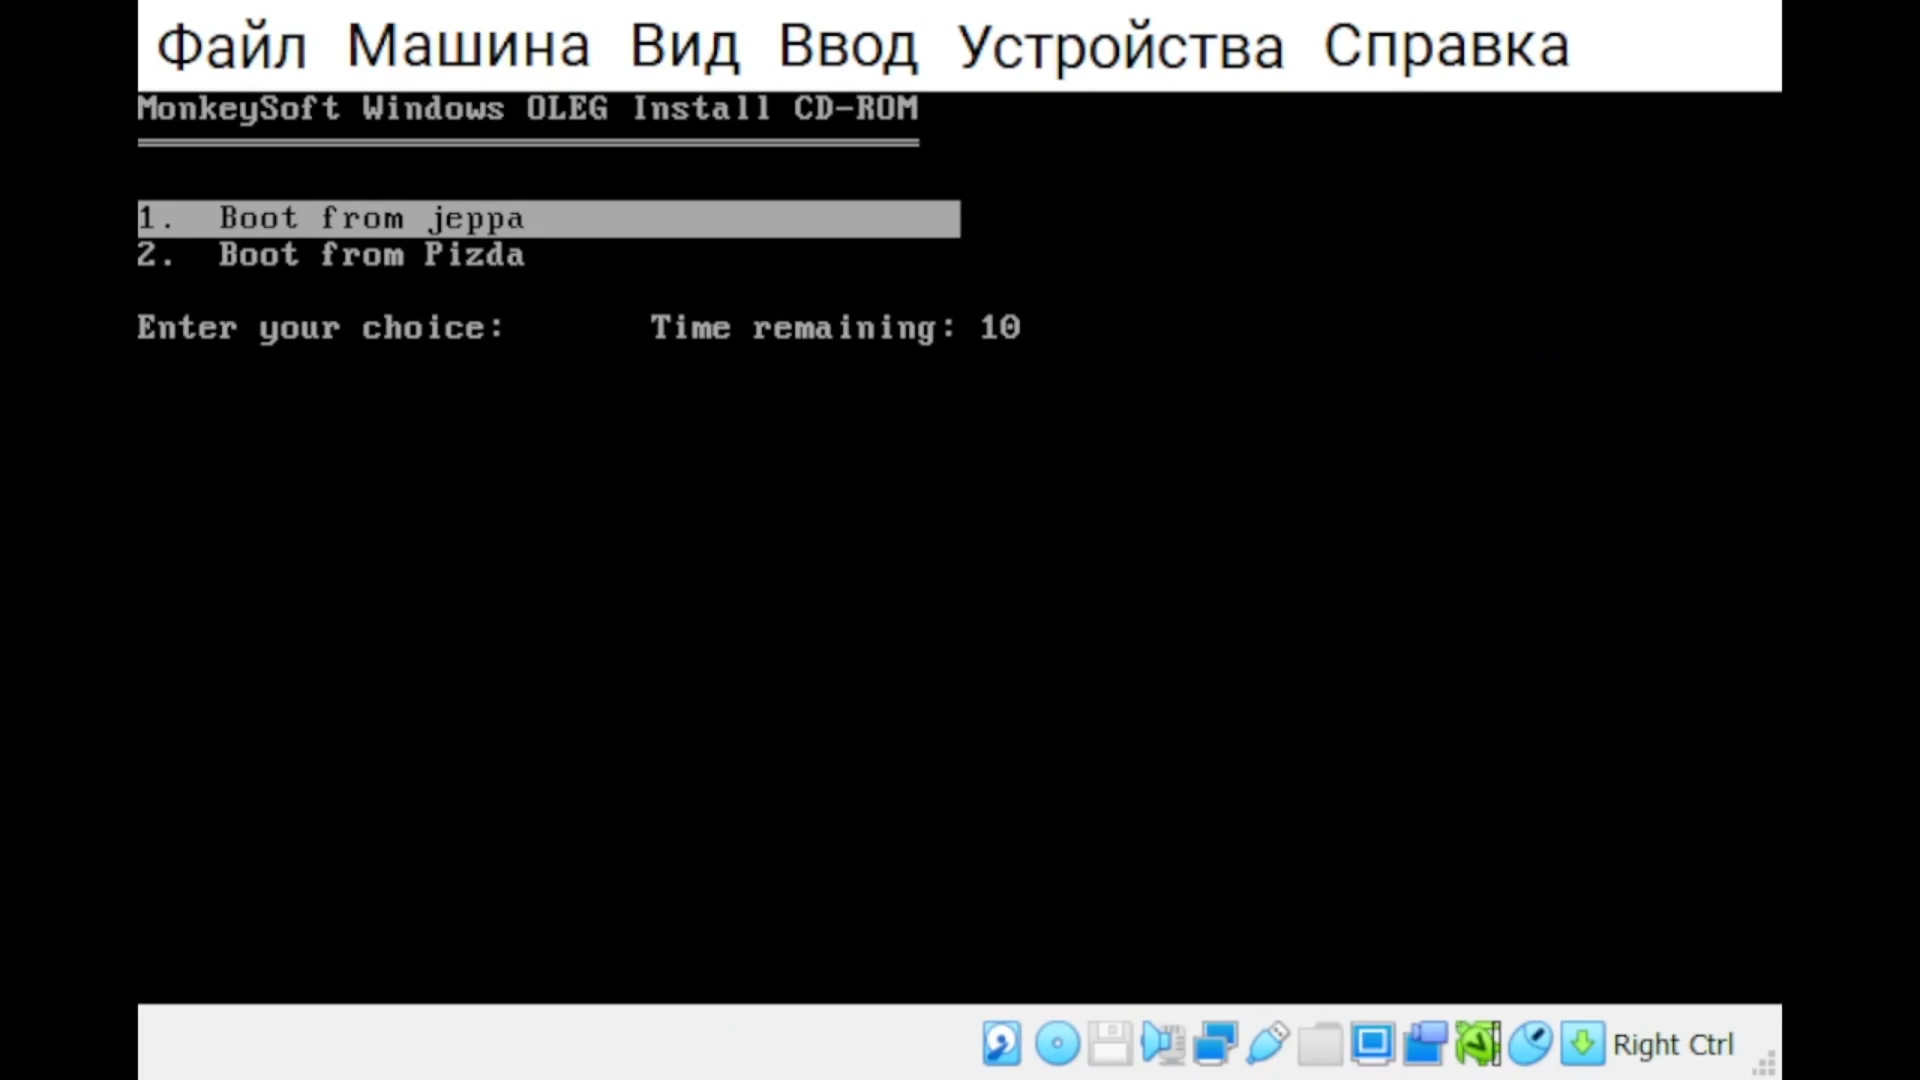 Файл Машина Вид Ввод Устройства Справка
MonkeySoft Windows OLEG Install CD-ROM
1. Boot from jeppa
2. Boot from Pizda
Enter your choice: Time remaining: 10
Right Ctrl